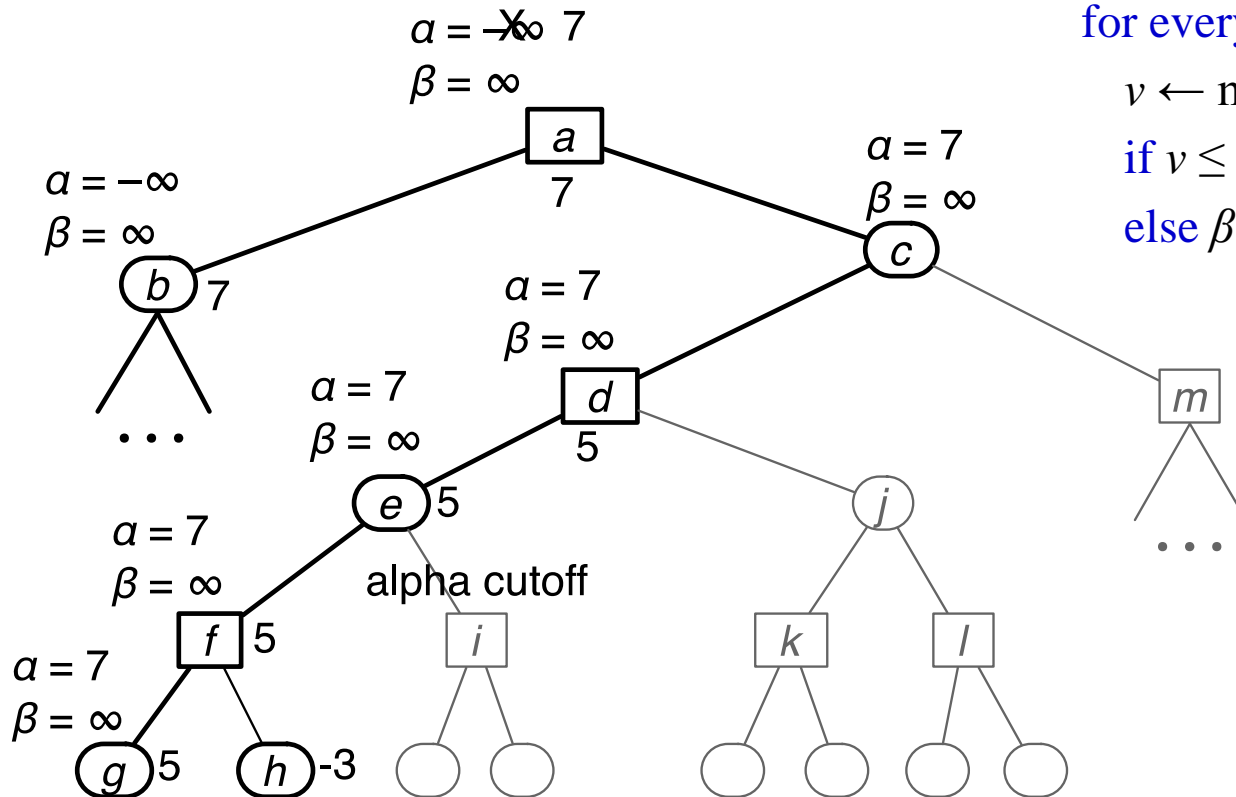 α = –∞ 7
β = ∞
for every
v ← m
if v ≤
else β
a
7
α = 7
β = ∞
c
α = –∞
β = ∞
b 7
. . .
α = 7
β = ∞
d
5
m
. . .
α = 7
β = ∞
e 5
j
alpha cutoff
α = 7
β = ∞
f 5
i
k
l
α = 7
β = ∞
g 5
h -3